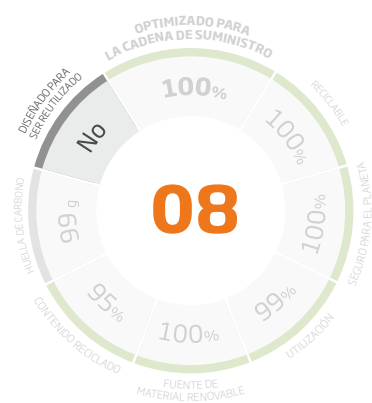 OPTIMIZADO PARA
LA CADENA DE SUMINISTRO
100%
RECICLABLE
100%
SEGURO PARA EL PLANETA
100%
UTILIZACIÓN
99%
FUENTE DE
MATERIAL RENOVABLE
100%
CONTENIDO RECICLADO
95%
HUELLA DE CARBONO
66 g
DISEÑADO PARA
SER REUTILIZADO
No
08